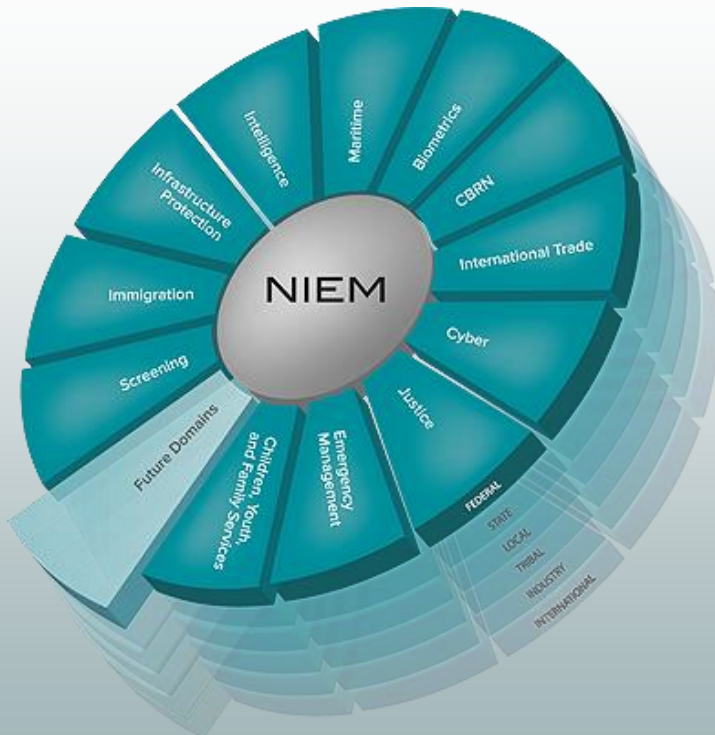 NIEM
Intelligence
Maritime
Biometrics
CBRN
International Trade
Cyber
Justice
Emergency
Management
Children, Youth,
and Family Services
Future Domains
Screening
Immigration
Infrastructure
Protection
FEDERAL
STATE
LOCAL
TRIBAL
INDUSTRY
INTERNATIONAL